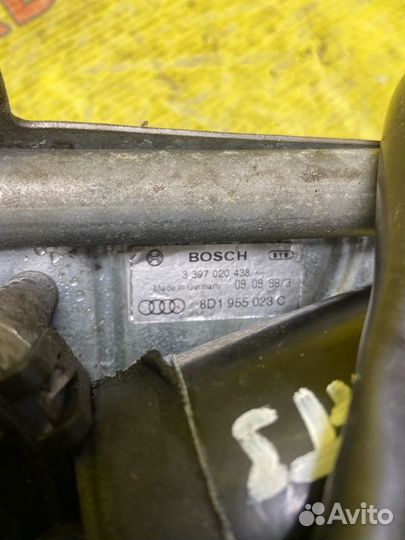 BOSCH
3 397 020 438
Made in Germany 09 09 98/3
8D1 955 023 C
Avito